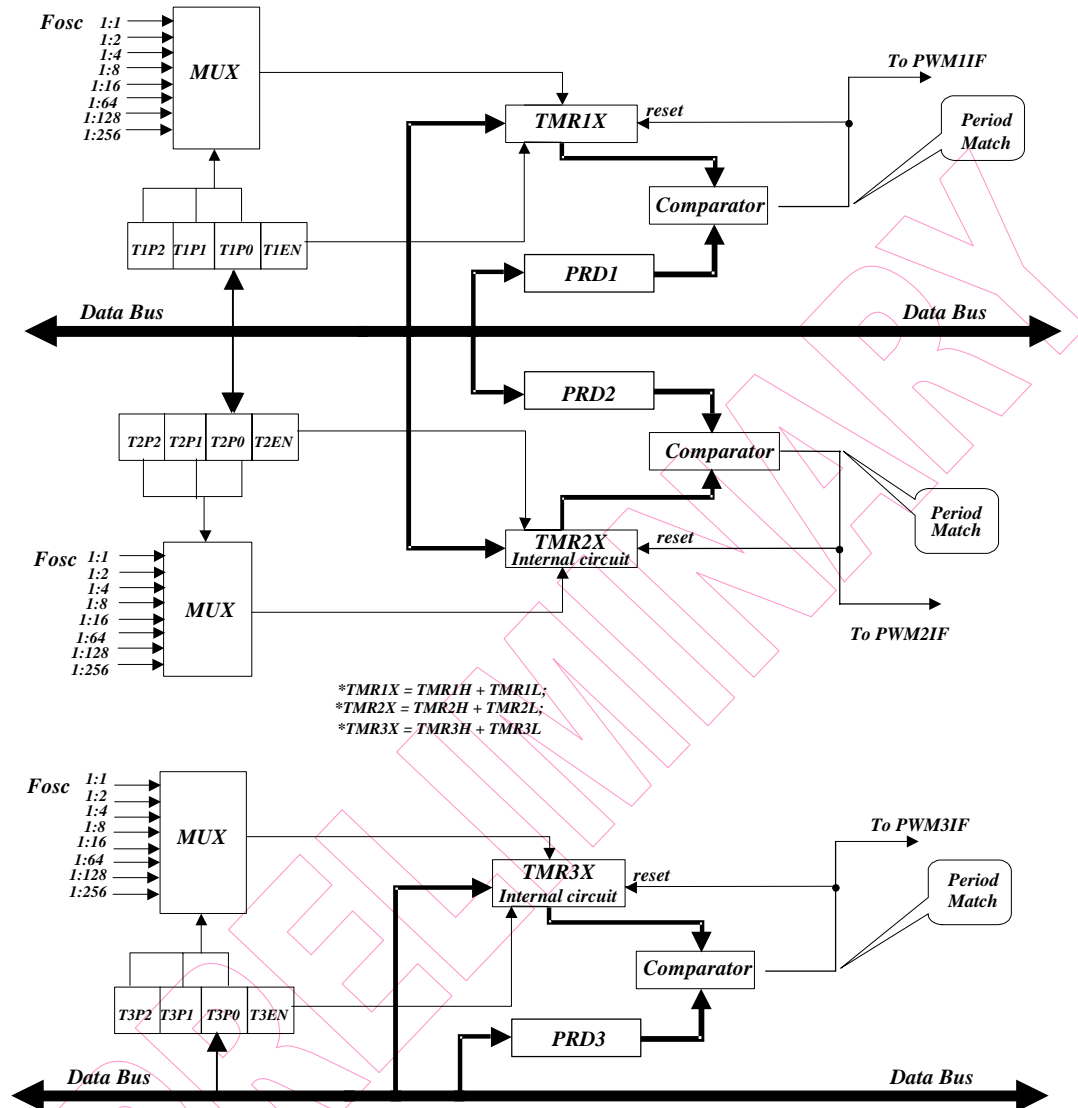 Fosc
1:1
1:2
1:4
1:8
1:16
1:64
1:128
1:256
MUX
To PWM1IF
TMR1X
reset
Period
Match
Comparator
T1P2 T1P1 T1P0 T1EN
PRD1
Data Bus
Data Bus
PRD2
T2P2 T2P1 T2P0 T2EN
Comparator
Period
Match
TMR2X
Internal circuit
reset
Fosc
1:1
1:2
1:4
1:8
1:16
1:64
1:128
1:256
MUX
To PWM2IF
*TMR1X = TMR1H + TMR1L;
*TMR2X = TMR2H + TMR2L;
*TMR3X = TMR3H + TMR3L
Fosc
1:1
1:2
1:4
1:8
1:16
1:64
1:128
1:256
MUX
To PWM3IF
TMR3X
Internal circuit
reset
Period
Match
Comparator
T3P2 T3P1 T3P0 T3EN
PRD3
Data Bus
Data Bus
PRELIMINARY